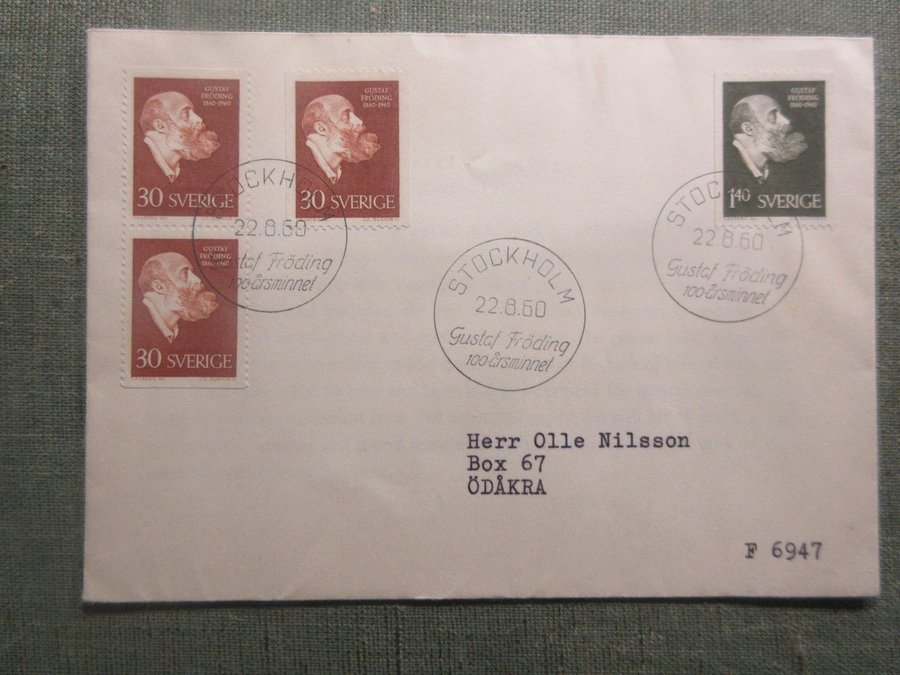 GUSTAF
FRÖDING
1860-1960
30 SVERIGE
GUSTAF
FRÖDING
1860-1960
30 SVERIGE
GUSTAF
FRÖDING
1860-1960
1.40 SVERIGE
GUSTAF
FRÖDING
1860-1960
30 SVERIGE
STOCKHOLM
22.8.60
Gustaf Fröding
100-årsminnet
STOCKHOLM
22.8.60
Gustaf Fröding
100-årsminnet
STOCKHOLM
22.8.60
Gustaf Fröding
100-årsminnet
Herr Olle Nilsson
Box 67
ÖDÅKRA
F 6947